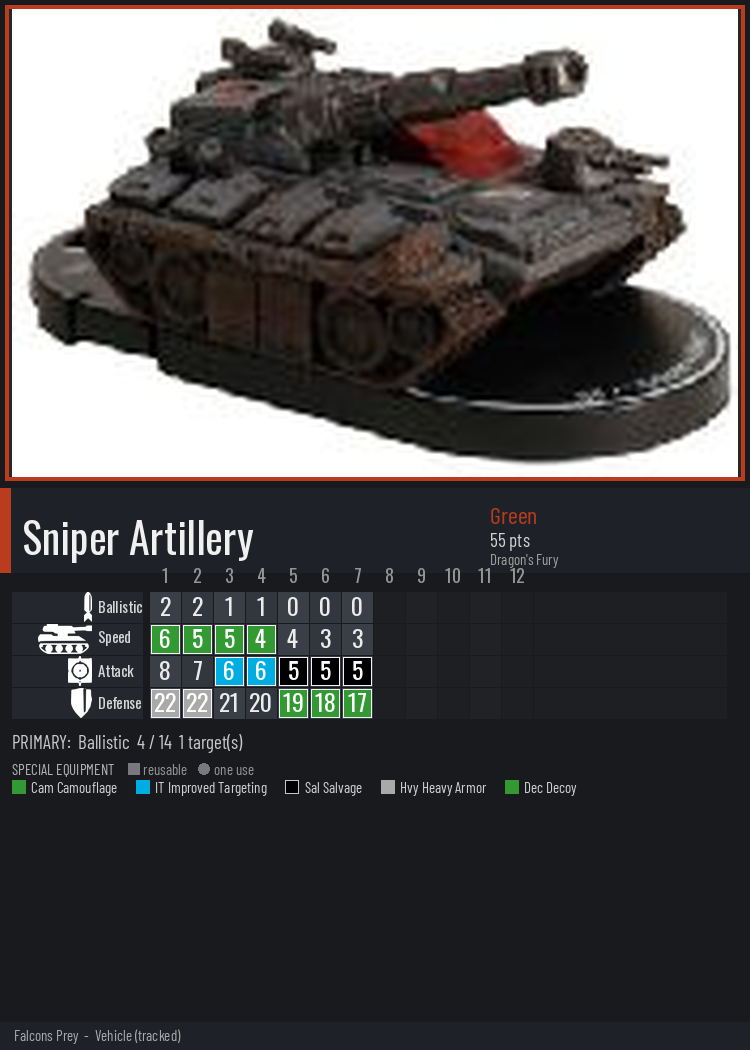 Sniper Artillery
Green
55 pts
Dragon's Fury
1 2 3 4 5 6 7 8 9 10 11 12
Ballistic 2 2 1 1 0 0 0
Speed 6 5 5 4 4 3 3
Attack 8 7 6 6 5 5 5
Defense 22 22 21 20 19 18 17
PRIMARY: Ballistic 4 / 14 1 target(s)
SPECIAL EQUIPMENT reusable one use
Cam Camouflage IT Improved Targeting Sal Salvage Hvy Heavy Armor Dec Decoy
Falcons Prey - Vehicle (tracked)